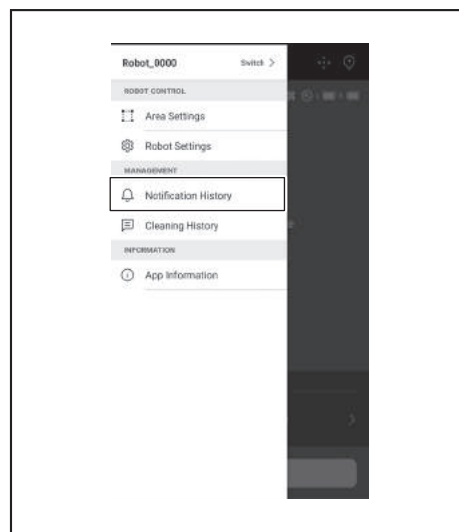 Robot_0000 Switch >
ROBOT CONTROL
Area Settings
Robot Settings
MANAGEMENT
Notification History
Cleaning History
INFORMATION
App Information